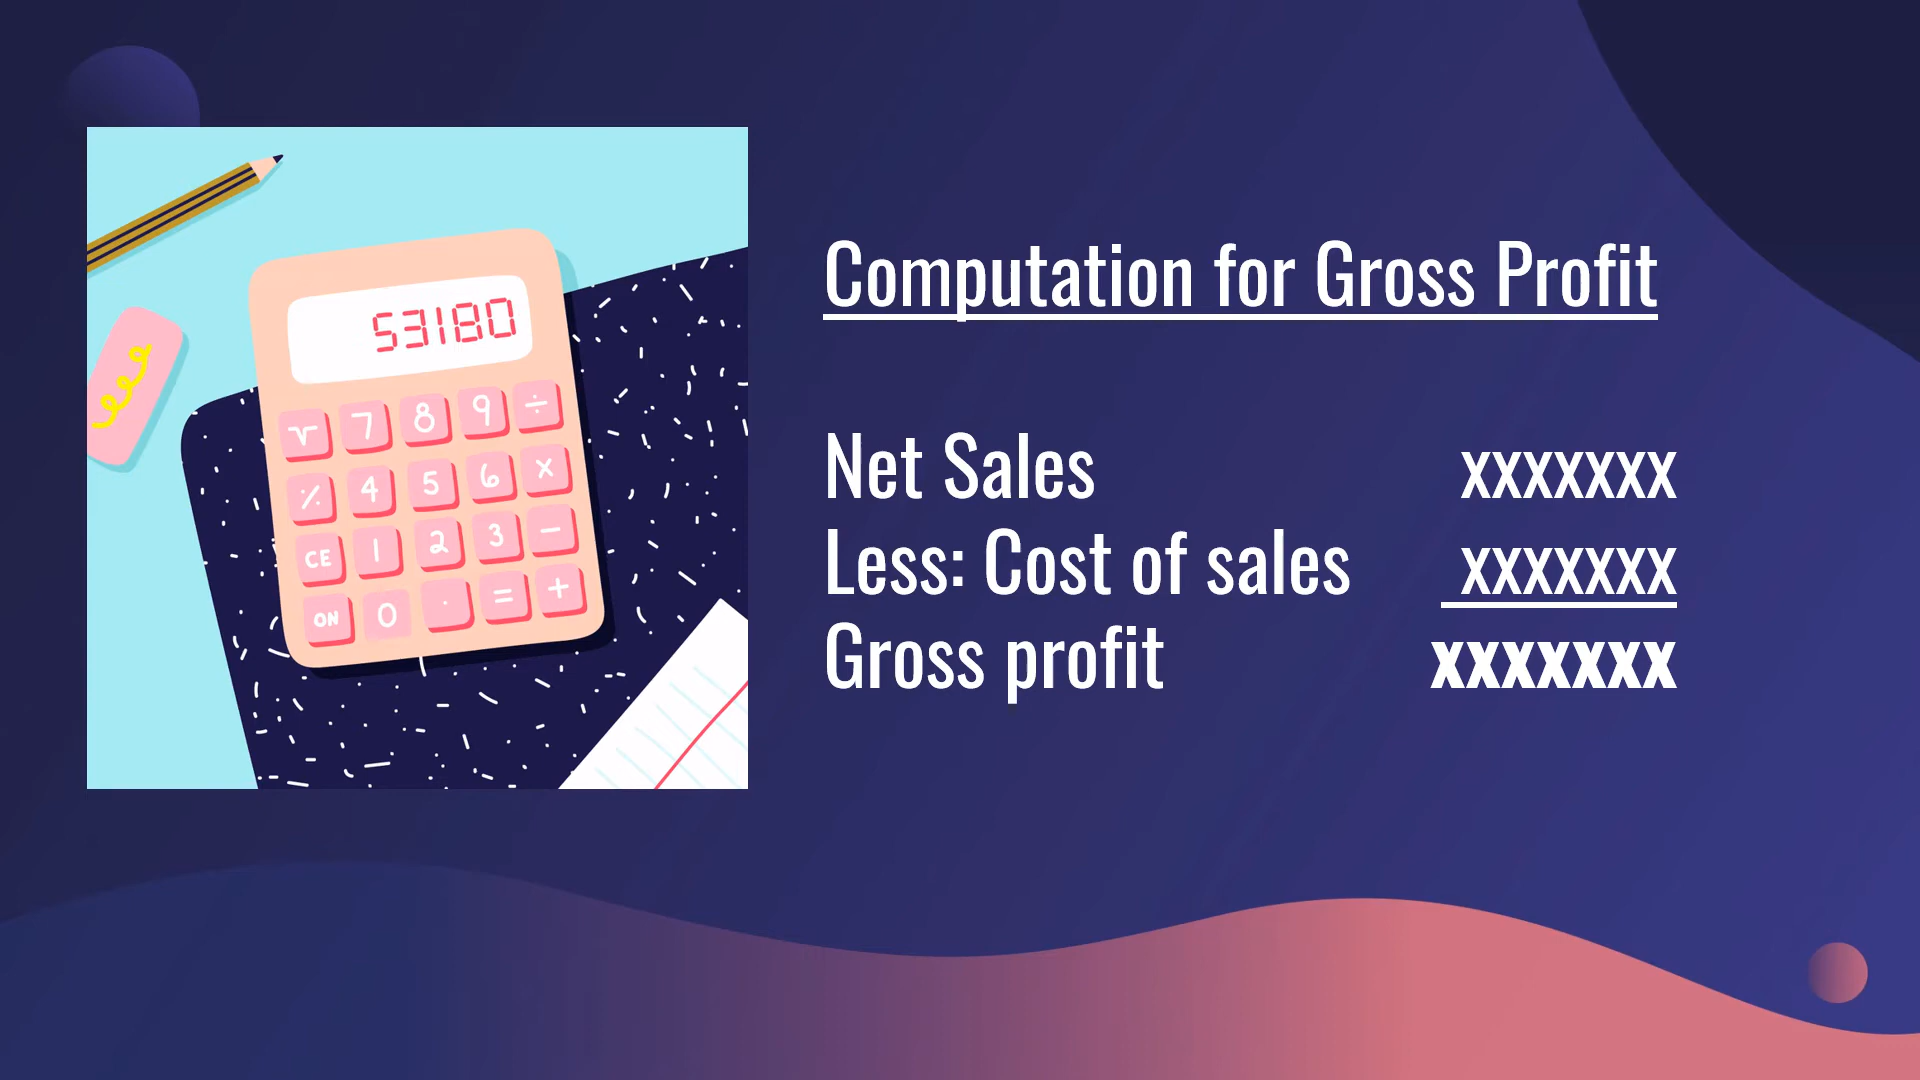 Computation for Gross Profit
Net Sales xxxxxxx
Less: Cost of sales xxxxxxx
Gross profit xxxxxxx
53180
√ 7 8 9 ÷
٪ 4 5 6 x
CE 1 2 3 −
ON 0 . = +